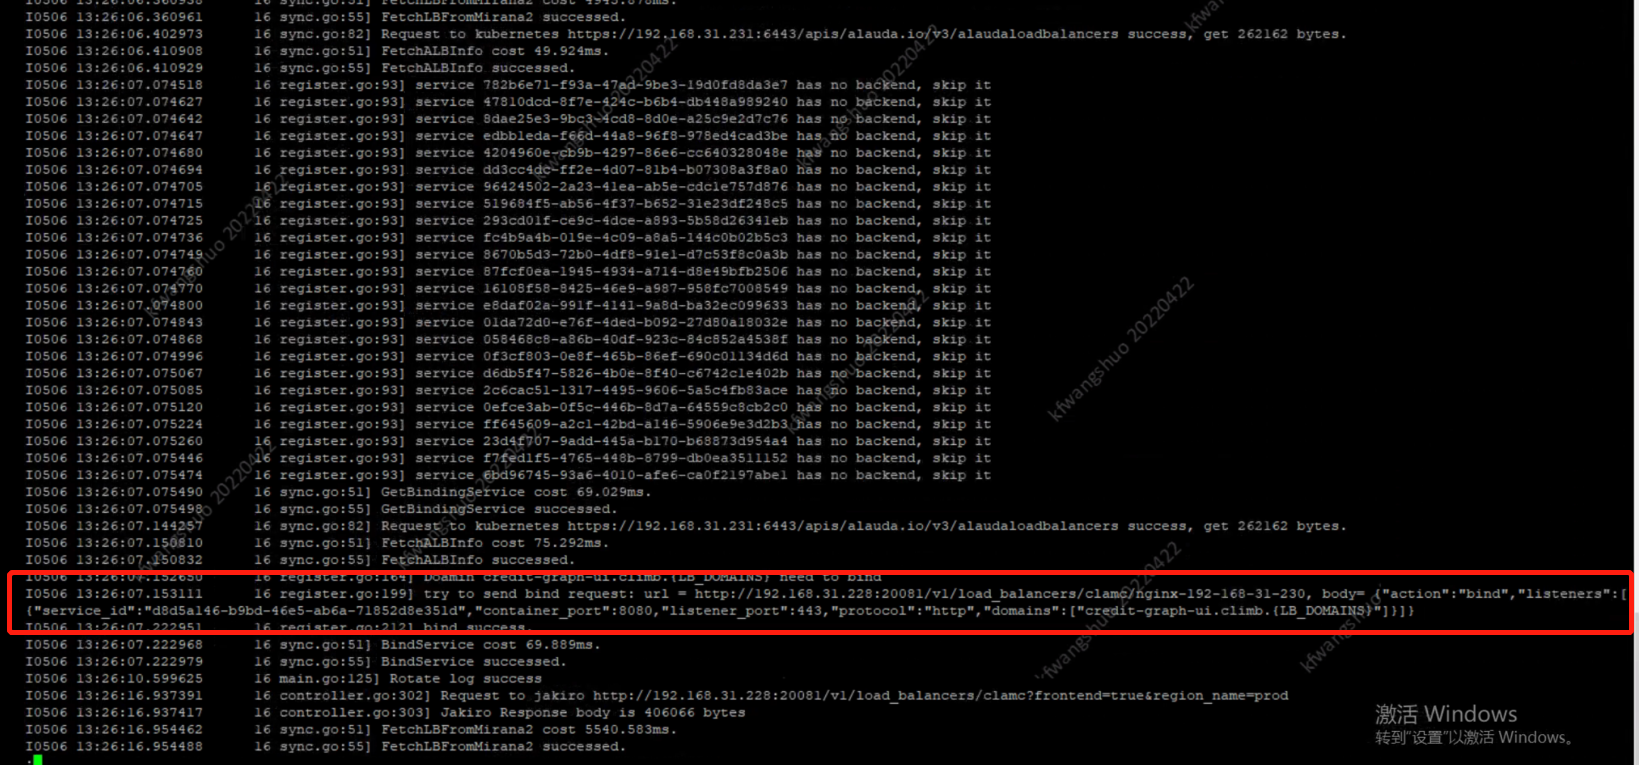 I0506 13:26:06.360938 16 sync.go:51] FetchLBFromMirana2 cost 4943.878ms.
I0506 13:26:06.360961 16 sync.go:55] FetchLBFromMirana2 successed.
I0506 13:26:06.402973 16 sync.go:82] Request to kubernetes https://192.168.31.231:6443/apis/alauda.io/v3/alaudaloadbalancers success, get 262162 bytes.
I0506 13:26:06.410908 16 sync.go:51] FetchALBInfo cost 49.924ms.
I0506 13:26:06.410929 16 sync.go:55] FetchALBInfo successed.
I0506 13:26:07.074518 16 register.go:93] service 782b6e71-f93a-47ad-9be3-19d0fd8da3e7 has no backend, skip it
I0506 13:26:07.074627 16 register.go:93] service 47810dcd-8f7e-424c-b6b4-db448a989240 has no backend, skip it
I0506 13:26:07.074642 16 register.go:93] service 8dae25e3-9bc3-4cd8-8d0e-a25c9e2d7c76 has no backend, skip it
I0506 13:26:07.074647 16 register.go:93] service edbb1eda-f66d-44a8-96f8-978ed4cad3be has no backend, skip it
I0506 13:26:07.074680 16 register.go:93] service 4204960e-cb9b-4297-86e6-cc640328048e has no backend, skip it
I0506 13:26:07.074694 16 register.go:93] service dd3cc4dc-ff2e-4d07-81b4-b07308a3f8a0 has no backend, skip it
I0506 13:26:07.074705 16 register.go:93] service 96424502-2a23-41ea-ab5e-cdc1e757d876 has no backend, skip it
I0506 13:26:07.074715 16 register.go:93] service 519684f5-ab56-4f37-b652-31e23df248c5 has no backend, skip it
I0506 13:26:07.074725 16 register.go:93] service 293cd01f-ce9c-4dce-a893-5b58d26341eb has no backend, skip it
I0506 13:26:07.074736 16 register.go:93] service fc4b9a4b-019e-4c09-a8a5-144c0b02b5c3 has no backend, skip it
I0506 13:26:07.074749 16 register.go:93] service 8670b5d3-72b0-4df8-91e1-d7c53f8c0a3b has no backend, skip it
I0506 13:26:07.074760 16 register.go:93] service 87fcf0ea-1945-4934-a714-d8e49bfb2506 has no backend, skip it
I0506 13:26:07.074770 16 register.go:93] service 16108f58-8425-46e9-a987-958fc7008549 has no backend, skip it
I0506 13:26:07.074800 16 register.go:93] service e8daf02a-991f-4141-9a8d-ba32ec099633 has no backend, skip it
I0506 13:26:07.074843 16 register.go:93] service 01da72d0-e76f-4ded-b092-27d80a18032e has no backend, skip it
I0506 13:26:07.074868 16 register.go:93] service 058468c8-a86b-40df-923c-84c852a4538f has no backend, skip it
I0506 13:26:07.074996 16 register.go:93] service 0f3cf803-0e8f-465b-86ef-690c01134d6d has no backend, skip it
I0506 13:26:07.075067 16 register.go:93] service d6db5f47-5826-4b0e-8f40-c6742c1e402b has no backend, skip it
I0506 13:26:07.075085 16 register.go:93] service 2c6cac51-1317-4495-9606-5a5c4fb83ace has no backend, skip it
I0506 13:26:07.075120 16 register.go:93] service 0efce3ab-0f5c-446b-8d7a-64559c8cb2c0 has no backend, skip it
I0506 13:26:07.075224 16 register.go:93] service ff645609-a2c1-42bd-a146-5906e9e3d2b3 has no backend, skip it
I0506 13:26:07.075260 16 register.go:93] service 23d4f707-9add-445a-b170-b68873d954a4 has no backend, skip it
I0506 13:26:07.075446 16 register.go:93] service f7fed1f5-4765-448b-8799-db0ea3511152 has no backend, skip it
I0506 13:26:07.075474 16 register.go:93] service 6bd96745-93a6-4010-afe6-ca0f2197abe1 has no backend, skip it
I0506 13:26:07.075490 16 sync.go:51] GetBindingService cost 69.029ms.
I0506 13:26:07.075498 16 sync.go:55] GetBindingService successed.
I0506 13:26:07.144257 16 sync.go:82] Request to kubernetes https://192.168.31.231:6443/apis/alauda.io/v3/alaudaloadbalancers success, get 262162 bytes.
I0506 13:26:07.150810 16 sync.go:51] FetchALBInfo cost 75.292ms.
I0506 13:26:07.150832 16 sync.go:55] FetchALBInfo successed.
I0506 13:26:07.152650 16 register.go:164] Doamin credit-graph-ui.climb.{LB_DOMAINS} need to bind
I0506 13:26:07.153111 16 register.go:199] try to send bind request: url = http://192.168.31.228:20081/v1/load_balancers/clamc/nginx-192-168-31-230, body= {"action":"bind","listeners":[
{"service_id":"d8d5a146-b9bd-46e5-ab6a-71852d8e351d","container_port":8080,"listener_port":443,"protocol":"http","domains":["credit-graph-ui.climb.{LB_DOMAINS}"]}]}
I0506 13:26:07.222951 16 register.go:212] bind success.
I0506 13:26:07.222968 16 sync.go:51] BindService cost 69.889ms.
I0506 13:26:07.222979 16 sync.go:55] BindService successed.
I0506 13:26:10.599625 16 main.go:125] Rotate log success
I0506 13:26:16.937391 16 controller.go:302] Request to jakiro http://192.168.31.228:20081/v1/load_balancers/clamc?frontend=true&region_name=prod
I0506 13:26:16.937417 16 controller.go:303] Jakiro Response body is 406066 bytes
I0506 13:26:16.954462 16 sync.go:51] FetchLBFromMirana2 cost 5540.583ms.
I0506 13:26:16.954488 16 sync.go:55] FetchLBFromMirana2 successed.
:
激活 Windows
转到"设置"以激活 Windows。
kfwangshuo 20220422
kfwangshuo 20220422
kfwangshuo 20220422
kfwangshuo 20220422
kfwangshuo 20220422
kfwangshuo 20220422
kfwangshuo 20220422
kfwangshuo 20220422
kfwangshuo 20220422
kfwangshuo
kfwangshuo